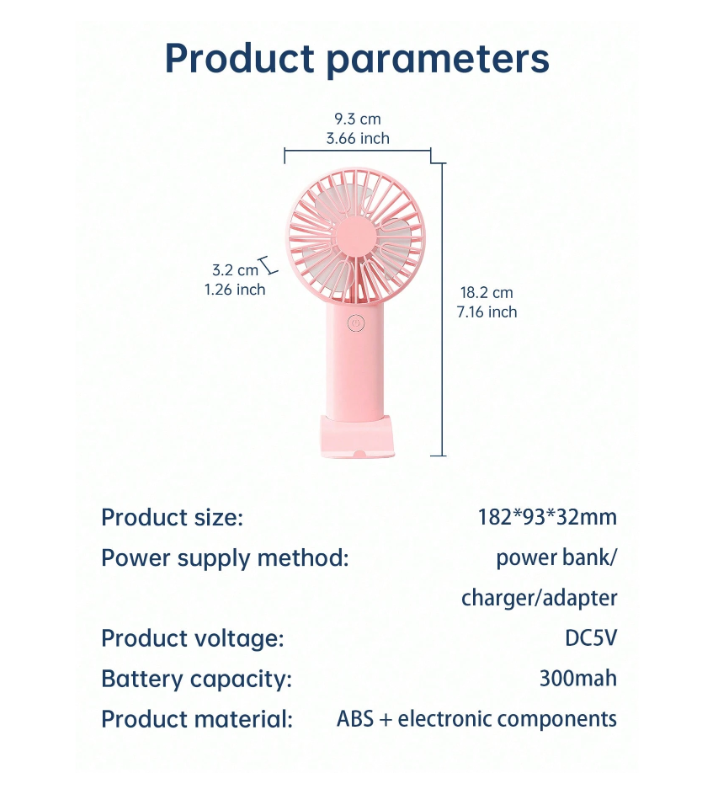 Product parameters
9.3 cm
3.66 inch
3.2 cm
1.26 inch
18.2 cm
7.16 inch
Product size: 182*93*32mm
Power supply method: power bank/
charger/adapter
Product voltage: DC5V
Battery capacity: 300mah
Product material: ABS + electronic components